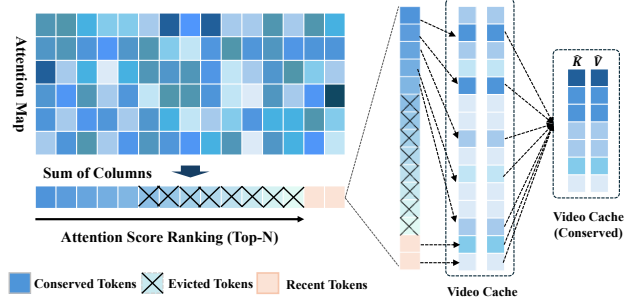 Attention Map
Sum of Columns
Attention Score Ranking (Top-N)
Conserved Tokens
Evicted Tokens
Recent Tokens
Video Cache
K̂ V̂
Video Cache
(Conserved)